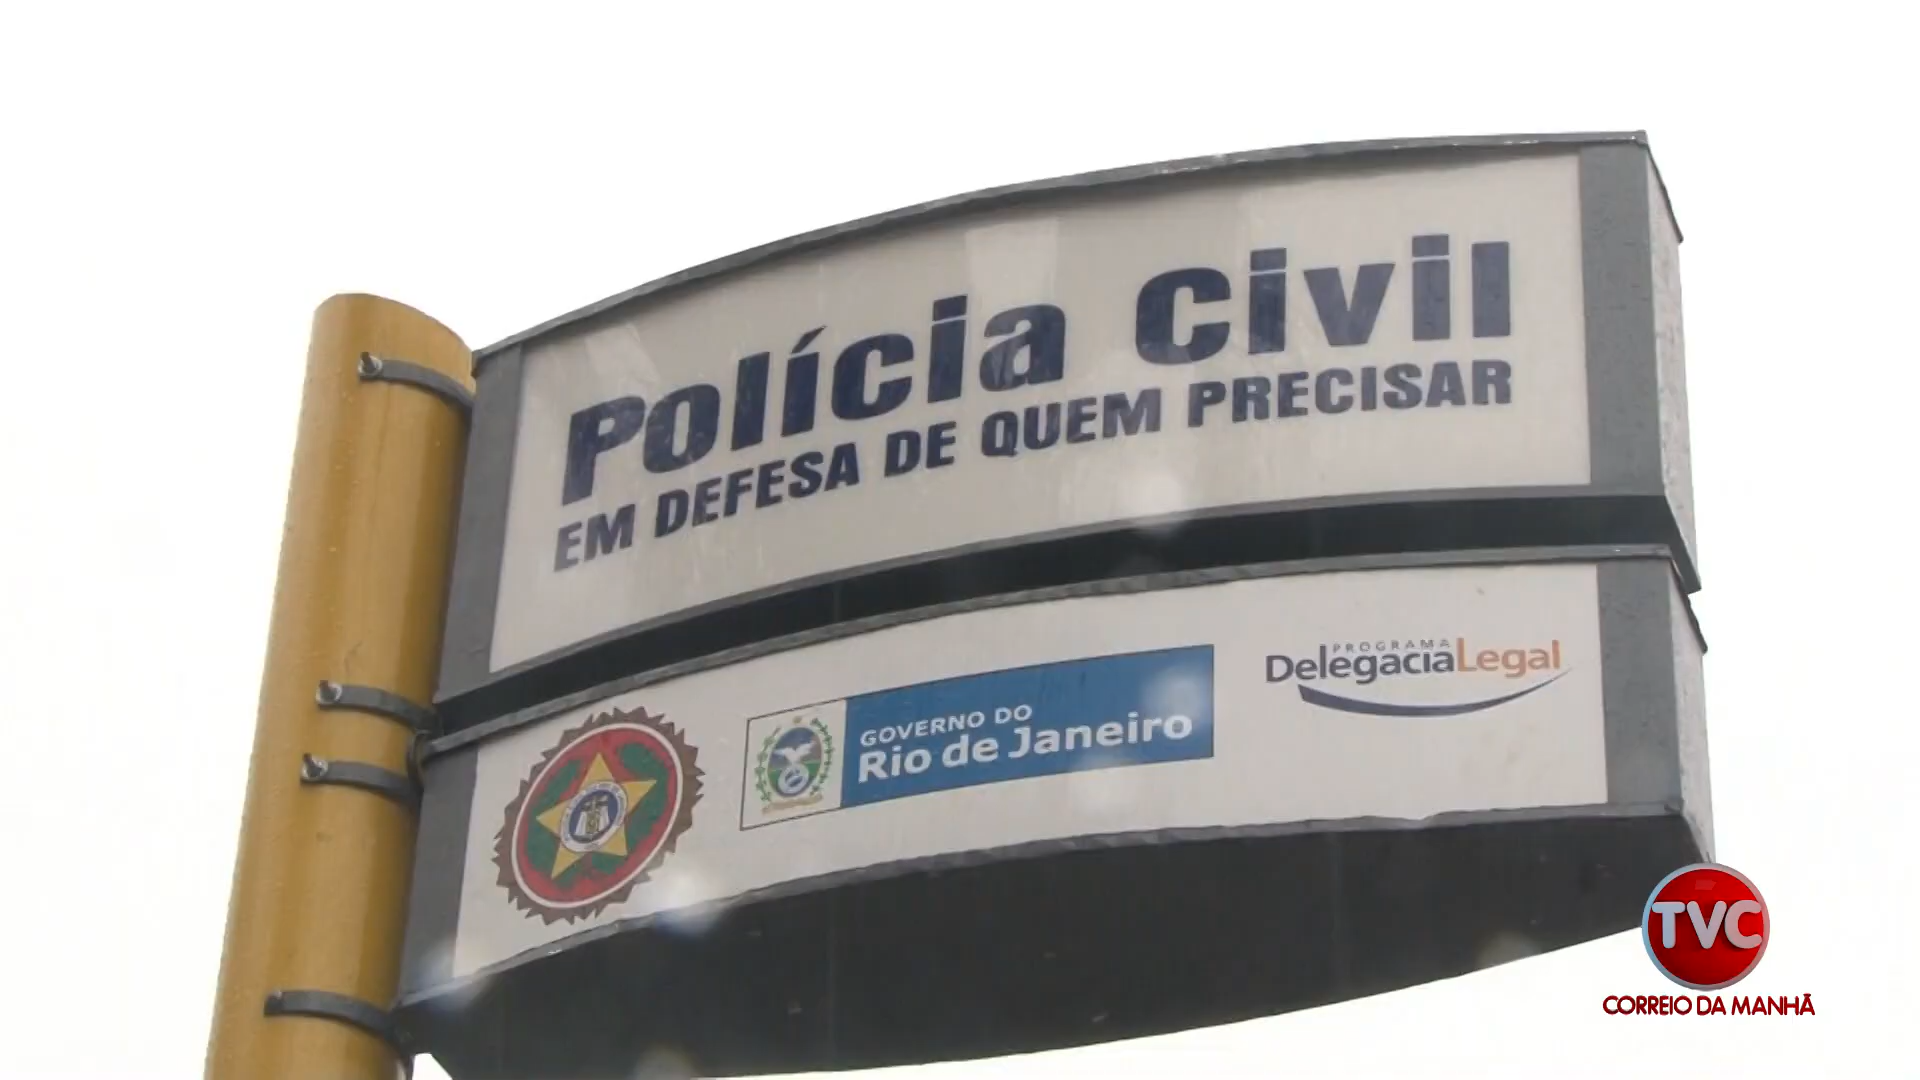 Polícia Civil
EM DEFESA DE QUEM PRECISAR
GOVERNO DO
Rio de Janeiro
PROGRAMA
DelegaciaLegal
TVC
CORREIO DA MANHÃ